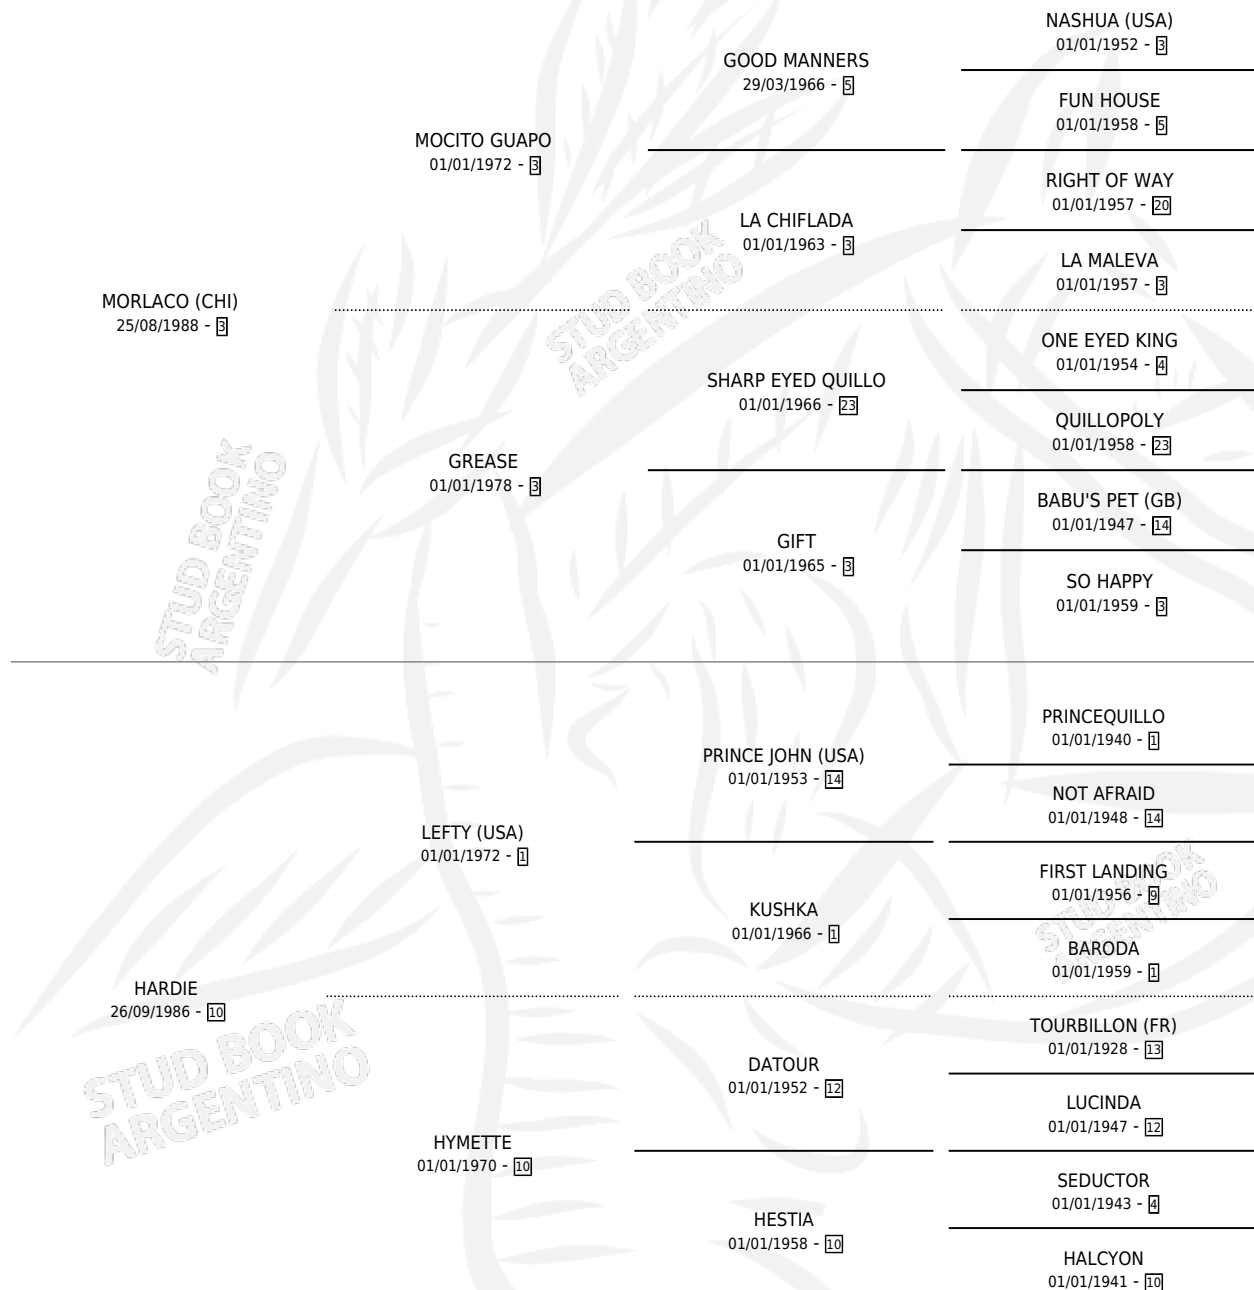 NASHUA (USA)
01/01/1952 - 3
GOOD MANNERS
29/03/1966 - 5
FUN HOUSE
01/01/1958 - 5
MOCITO GUAPO
01/01/1972 - 3
RIGHT OF WAY
01/01/1957 - 20
LA CHIFLADA
01/01/1963 - 3
LA MALEVA
01/01/1957 - 3
MORLACO (CHI)
25/08/1988 - 3
STUD BOOK
ARGENTINO
ONE EYED KING
01/01/1954 - 4
SHARP EYED QUILLO
01/01/1966 - 23
QUILLOPOLY
01/01/1958 - 23
GREASE
01/01/1978 - 3
BABU'S PET (GB)
01/01/1947 - 14
GIFT
01/01/1965 - 3
SO HAPPY
01/01/1959 - 3
STUD BOOK
ARGENTINO
PRINCEQUILLO
01/01/1940 - 1
PRINCE JOHN (USA)
01/01/1953 - 14
NOT AFRAID
01/01/1948 - 14
LEFTY (USA)
01/01/1972 - 1
FIRST LANDING
01/01/1956 - 9
KUSHKA
01/01/1966 - 1
STUD BOOK
ARGENTINO
BARODA
01/01/1959 - 1
HARDIE
26/09/1986 - 10
TOURBILLON (FR)
01/01/1928 - 13
DATOUR
01/01/1952 - 12
STUD BOOK
ARGENTINO
LUCINDA
01/01/1947 - 12
HYMETTE
01/01/1970 - 10
SEDUCTOR
01/01/1943 - 4
HESTIA
01/01/1958 - 10
HALCYON
01/01/1941 - 10